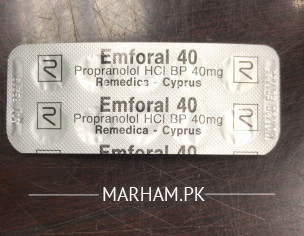 Emforal 40
Propranolol HCl BP 40mg
Remedica - Cyprus
Emforal 40
Propranolol HCl BP 40mg
Remedica - Cyprus
Emforal 40
MARHAM.PK